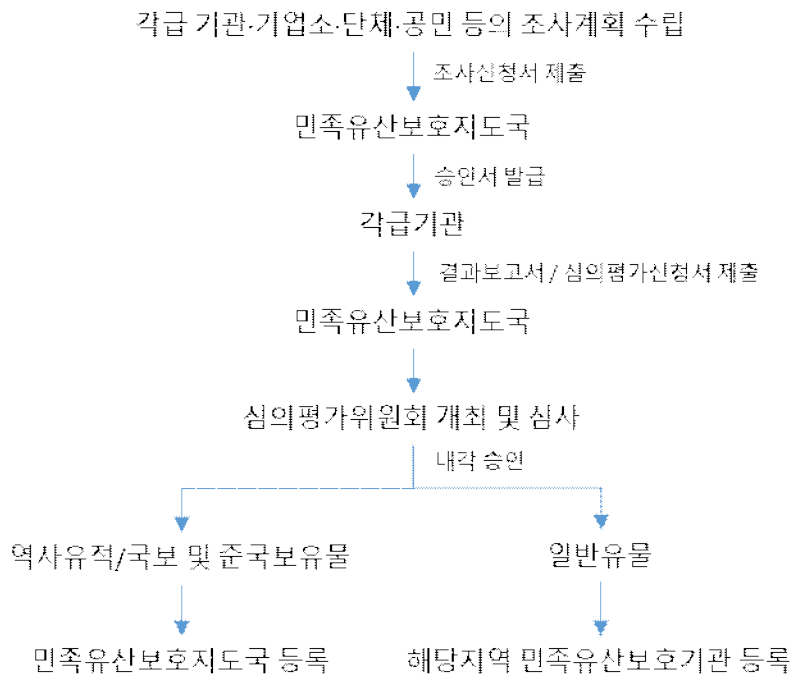 각급 기관·기업소·단체·공민 등의 조사계획 수립
조사신청서 제출
민족유산보호지도국
승인서 발급
각급기관
결과보고서 / 심의평가신청서 제출
민족유산보호지도국
심의평가위원회 개최 및 심사
내각 승인
역사유적/국보 및 준국보유물
일반유물
민족유산보호지도국 등록
해당지역 민족유산보호기관 등록